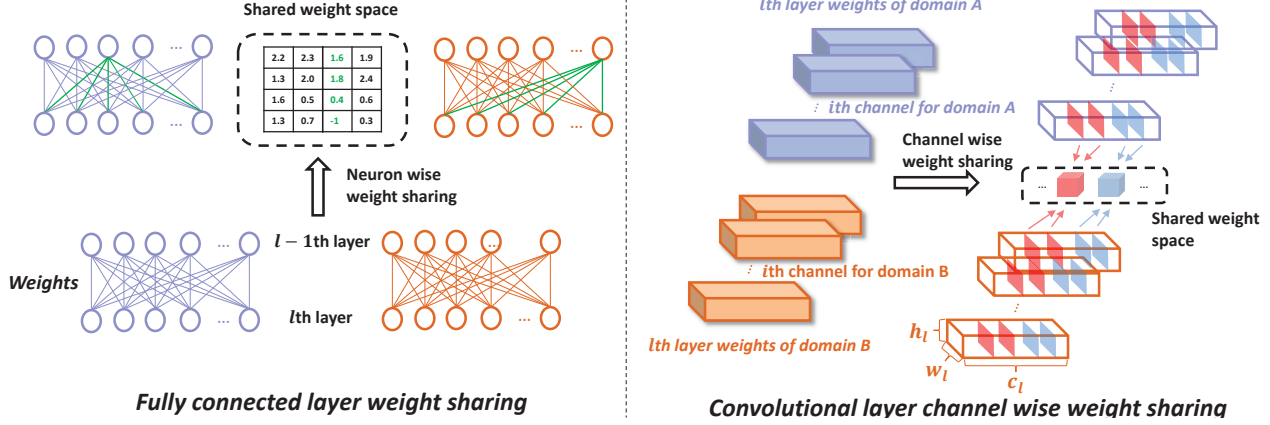 Shared weight space
...
2.2 2.3 1.6 1.9
1.3 2.0 1.8 2.4
1.6 0.5 0.4 0.6
1.3 0.7 -1 0.3
...
...
...
Neuron wise
weight sharing
l − 1th layer
...
...
Weights
lth layer
...
...
Fully connected layer weight sharing
lth layer weights of domain A
...
ith channel for domain A
...
Channel wise
weight sharing
...
...
Shared weight
space
...
ith channel for domain B
lth layer weights of domain B
...
h_l
w_l
c_l
Convolutional layer channel wise weight sharing